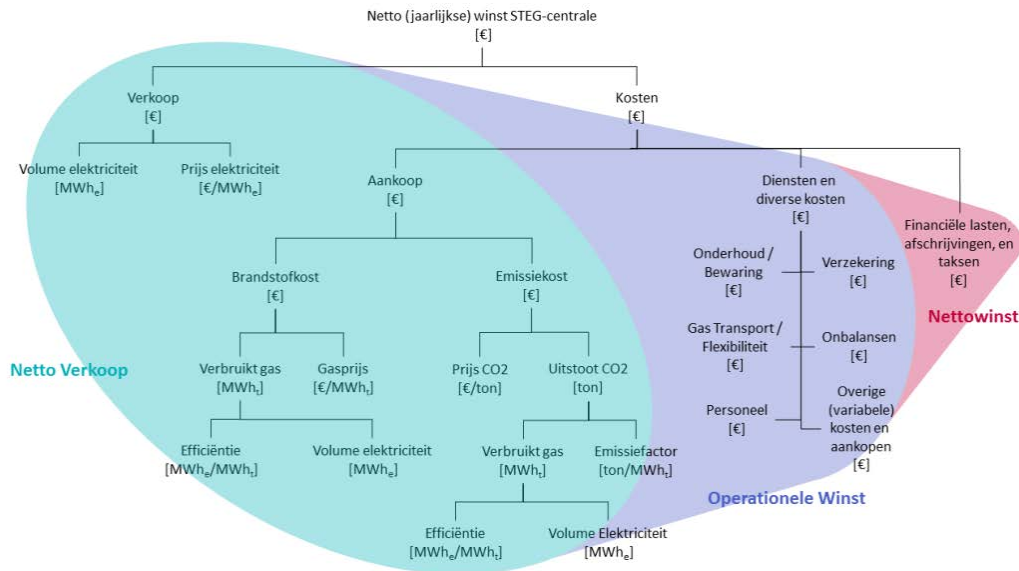 Netto (jaarlijkse) winst STEG-centrale
[€]
Verkoop
[€]
Kosten
[€]
Volume elektriciteit
[MWhₑ]
Prijs elektriciteit
[€/MWhₑ]
Aankoop
[€]
Diensten en
diverse kosten
[€]
Financiële lasten,
afschrijvingen, en
taksen
[€]
Brandstofkost
[€]
Emissiekost
[€]
Onderhoud /
Bewaring
[€]
Verzekering
[€]
Nettowinst
Netto Verkoop
Verbruikt gas
[MWhₜ]
Gasprijs
[€/MWhₜ]
Prijs CO2
[€/ton]
Uitstoot CO2
[ton]
Gas Transport /
Flexibiliteit
[€]
Onbalansen
[€]
Personeel
[€]
Overige
(variabele)
kosten en
aankopen
[€]
Efficiëntie
[MWhₑ/MWhₜ]
Volume elektriciteit
[MWhₑ]
Verbruikt gas
[MWhₜ]
Emissiefactor
[ton/MWhₜ]
Operationele Winst
Efficiëntie
[MWhₑ/MWhₜ]
Volume Elektriciteit
[MWhₑ]